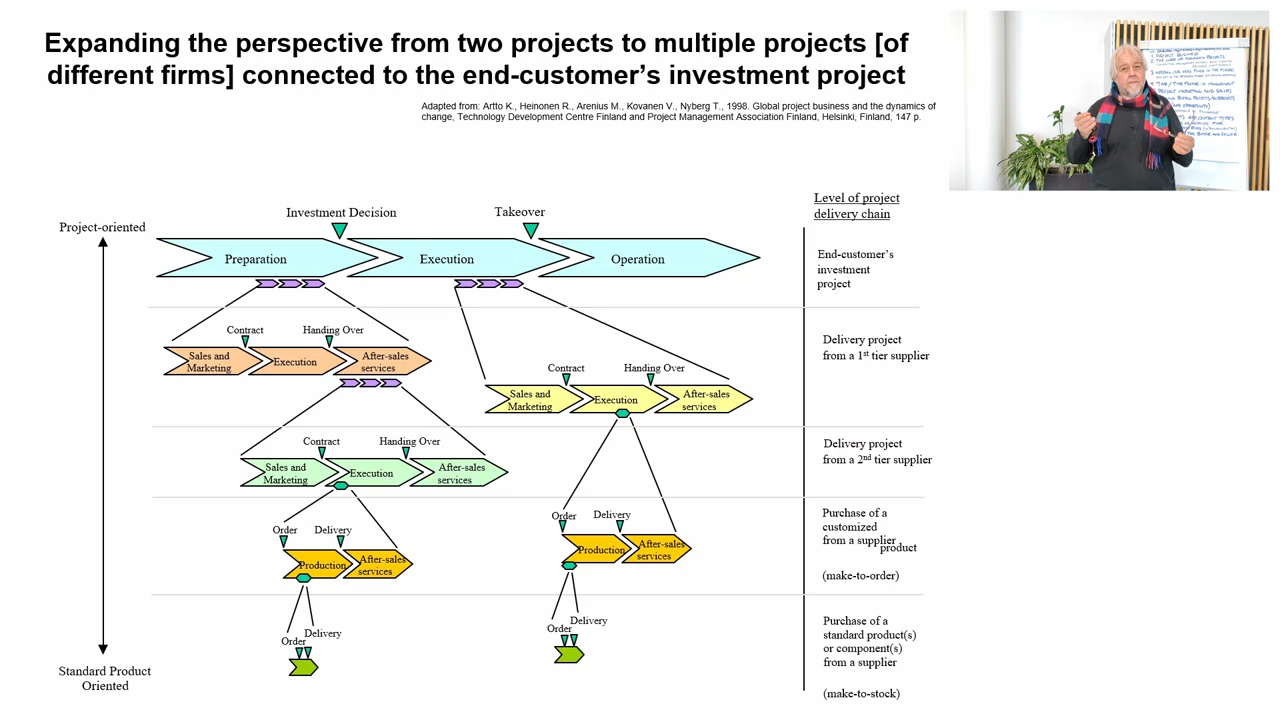 Expanding the perspective from two projects to multiple projects [of
different firms] connected to the end-customer's investment project
Adapted from: Artto K., Heinonen R., Arenius M., Kovanen V., Nyberg T., 1998. Global project business and the dynamics of
change, Technology Development Centre Finland and Project Management Association Finland, Helsinki, Finland, 147 p.
Level of project
delivery chain
Project-oriented
Investment Decision
Takeover
Preparation
Execution
Operation
End-customer's
investment
project
Contract
Handing Over
Sales and
Marketing
Execution
After-sales
services
Delivery project
from a 1st tier supplier
Contract
Handing Over
Sales and
Marketing
Execution
After-sales
services
Contract
Handing Over
Sales and
Marketing
Execution
After-sales
services
Delivery project
from a 2nd tier supplier
Order
Delivery
Production
After-sales
services
Order
Delivery
Production
After-sales
services
Purchase of a
customized
from a supplier
product
(make-to-order)
Order
Delivery
Order
Delivery
Purchase of a
standard product(s)
or component(s)
from a supplier
(make-to-stock)
Standard Product
Oriented
PROJECT BUSINESS